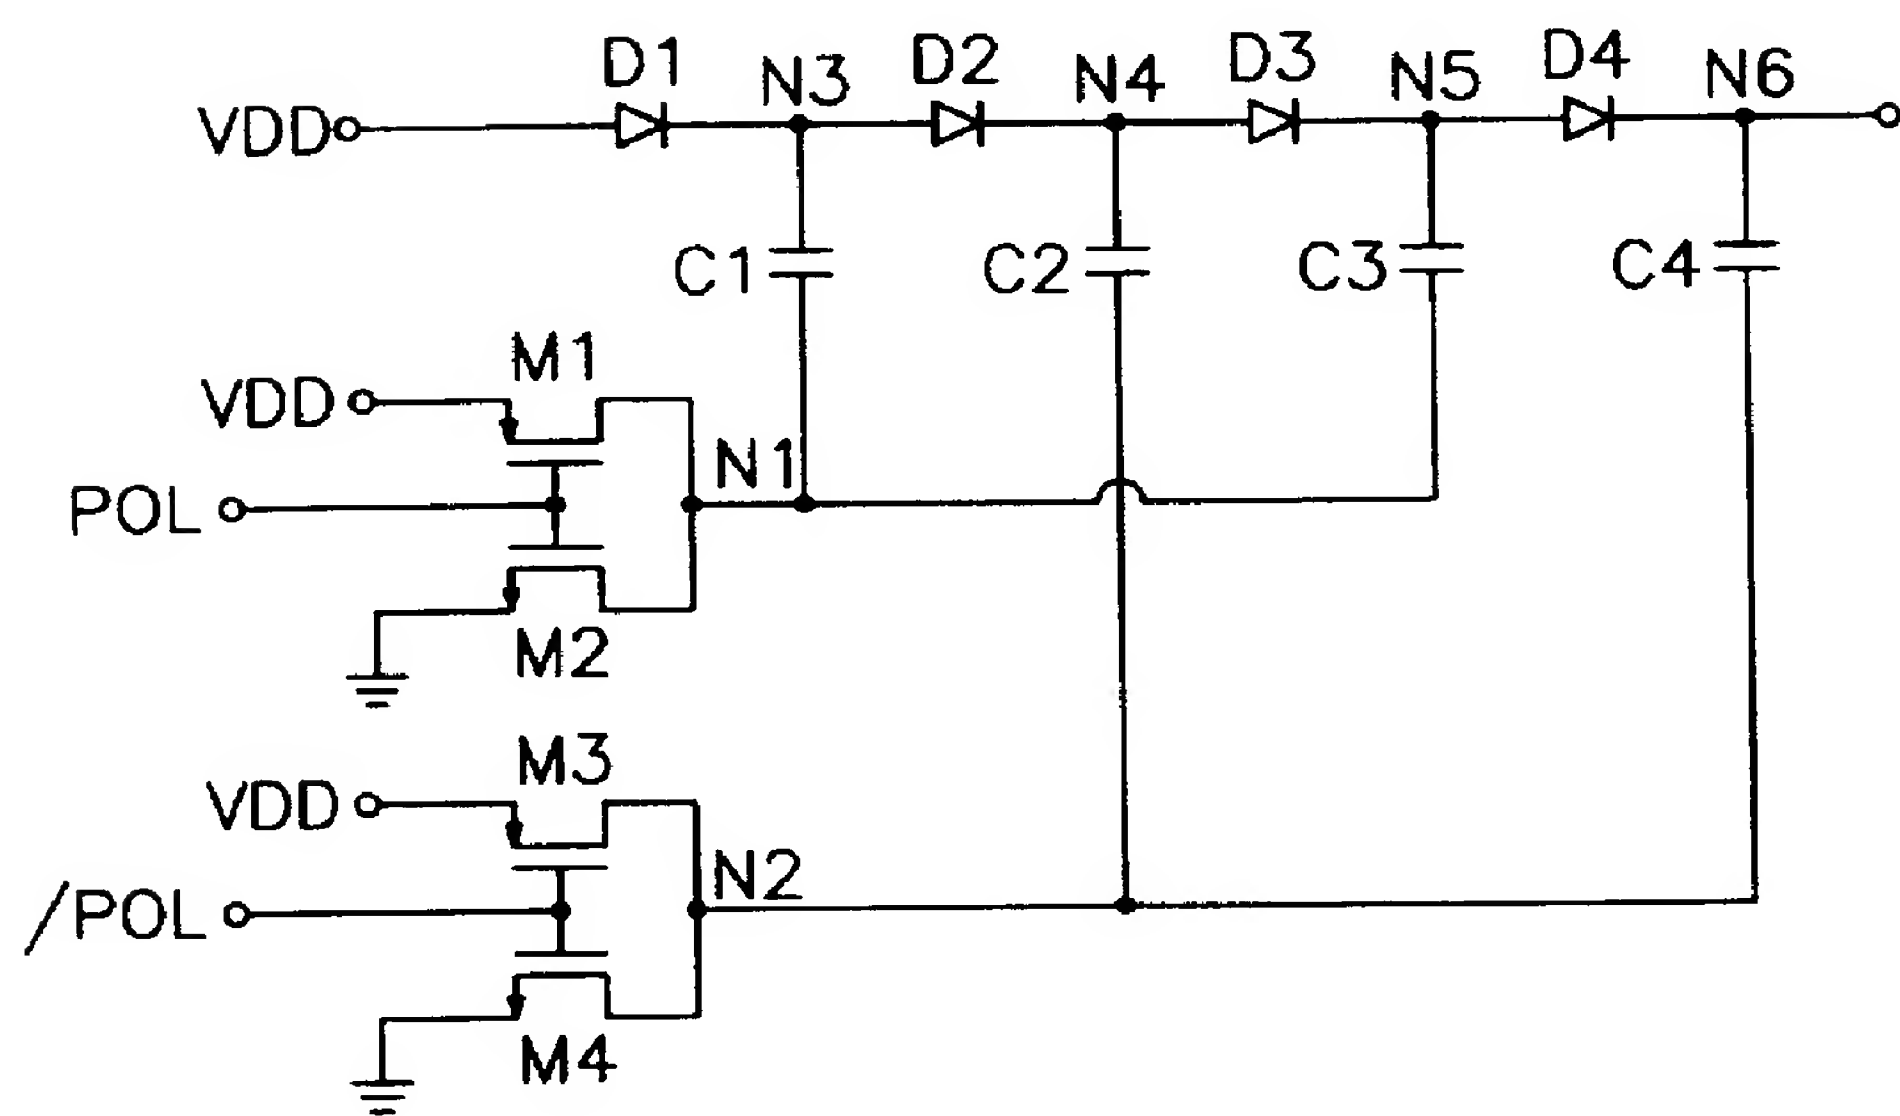 D1 N3 D2 N4 D3 N5 D4 N6
VDD
C1 C2 C3 C4
M1
VDD
N1
POL
M2
M3
VDD
N2
/POL
M4